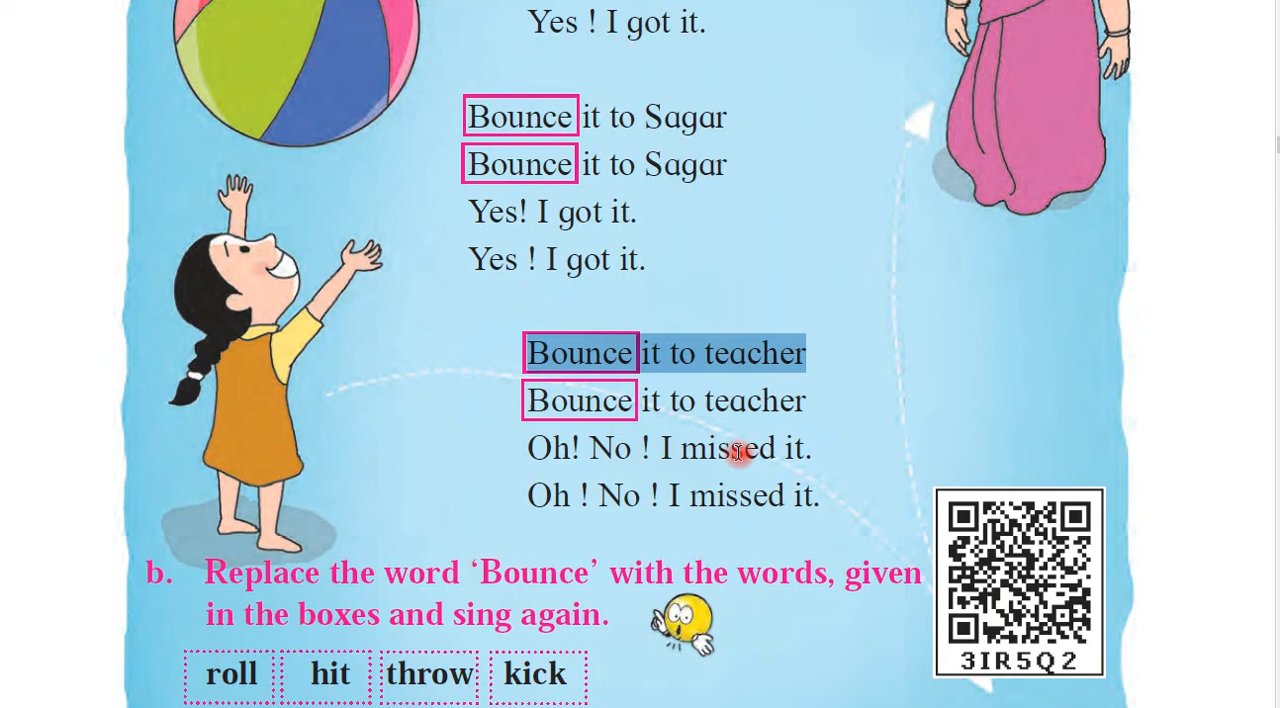 Yes ! I got it.
Bounce it to Sagar
Bounce it to Sagar
Yes! I got it.
Yes ! I got it.
Bounce it to teacher
Bounce it to teacher
Oh! No ! I missed it.
Oh ! No ! I missed it.
b. Replace the word ‘Bounce’ with the words, given
in the boxes and sing again.
roll hit throw kick
3IR5Q2